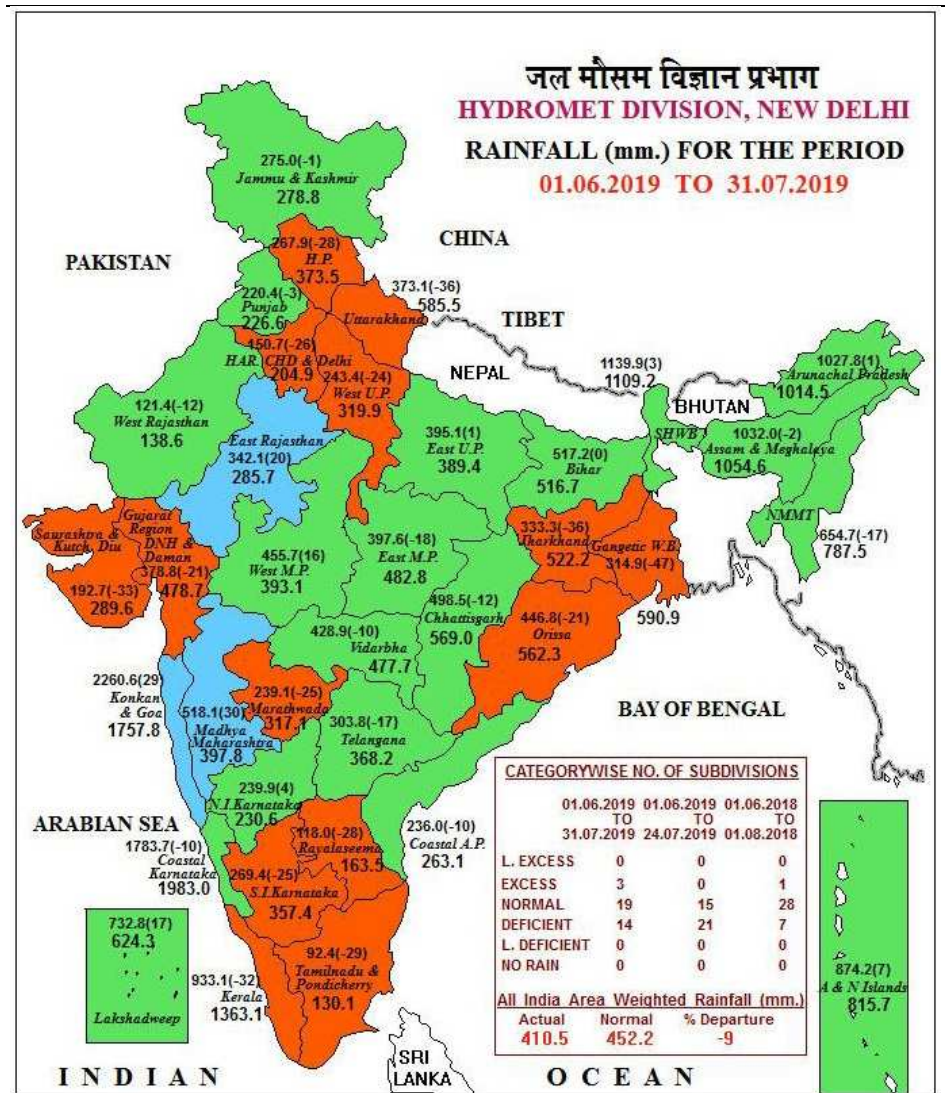 जल मौसम विज्ञान प्रभाग
HYDROMET DIVISION, NEW DELHI
RAINFALL (mm.) FOR THE PERIOD
01.06.2019 TO 31.07.2019
275.0(-1)
Jammu & Kashmir
278.8
CHINA
PAKISTAN
267.9(-28)
H.P.
373.5
220.4(-3)
Punjab
226.6
373.1(-36)
585.5
Uttarakhand
TIBET
150.7(-26)
HAR. CHD & Delhi
204.9
NEPAL
243.4(-24)
West U.P.
319.9
1139.9(3)
1109.2
SHWB
BHUTAN
1027.8(1)
Arunachal Pradesh
1014.5
121.4(-12)
West Rajasthan
138.6
East Rajasthan
342.1(20)
285.7
395.1(1)
East U.P.
389.4
517.2(0)
Bihar
516.7
1032.0(-2)
Assam & Meghalaya
1054.6
NMMT
654.7(-17)
787.5
Saurashtra &
Kutch, Diu
192.7(-33)
289.6
Gujarat
Region
DNH &
Daman
378.8(-21)
478.7
455.7(16)
West M.P.
393.1
397.6(-18)
East M.P.
482.8
333.3(-36)
Jharkhand
522.2
Gangetic W.B.
314.9(-47)
590.9
498.5(-12)
Chhattisgarh
569.0
446.8(-21)
Orissa
562.3
428.9(-10)
Vidarbha
477.7
2260.6(29
Konkan
& Goa
1757.8
518.1(30)
Madhya
Maharashtra
397.8
239.1(-25)
Marathwada
317.1
303.8(-17)
Telangana
368.2
BAY OF BENGAL
ARABIAN SEA
239.9(4)
N.I.Karnataka
230.6
1783.7(-10)
Coastal
Karnataka
1983.0
118.0(-28)
Rayalaseema
163.5
236.0(-10)
Coastal A.P.
263.1
269.4(-25)
S.I.Karnataka
357.4
732.8(17)
624.3
Lakshadweep
933.1(-32)
Kerala
1363.1
92.4(-29)
Tamilnadu &
Pondicherry
130.1
CATEGORYWISE NO. OF SUBDIVISIONS
01.06.2019 01.06.2019 01.06.2018
TO TO TO
31.07.2019 24.07.2019 01.08.2018
L. EXCESS 0 0 0
EXCESS 3 0 1
NORMAL 19 15 28
DEFICIENT 14 21 7
L. DEFICIENT 0 0 0
NO RAIN 0 0 0
All India Area Weighted Rainfall (mm.)
Actual Normal % Departure
410.5 452.2 -9
874.2(7)
A & N Islands
815.7
SRI
LANKA
INDIAN OCEAN